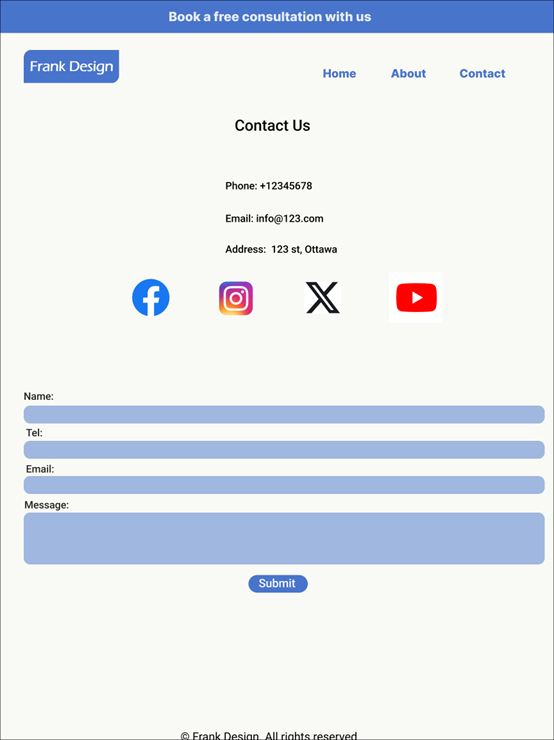 Book a free consultation with us
Frank Design
Home About Contact
Contact Us
Phone: +12345678
Email: info@123.com
Address: 123 st, Ottawa
Name:
Tel:
Email:
Message:
Submit
© Frank Design. All rights reserved